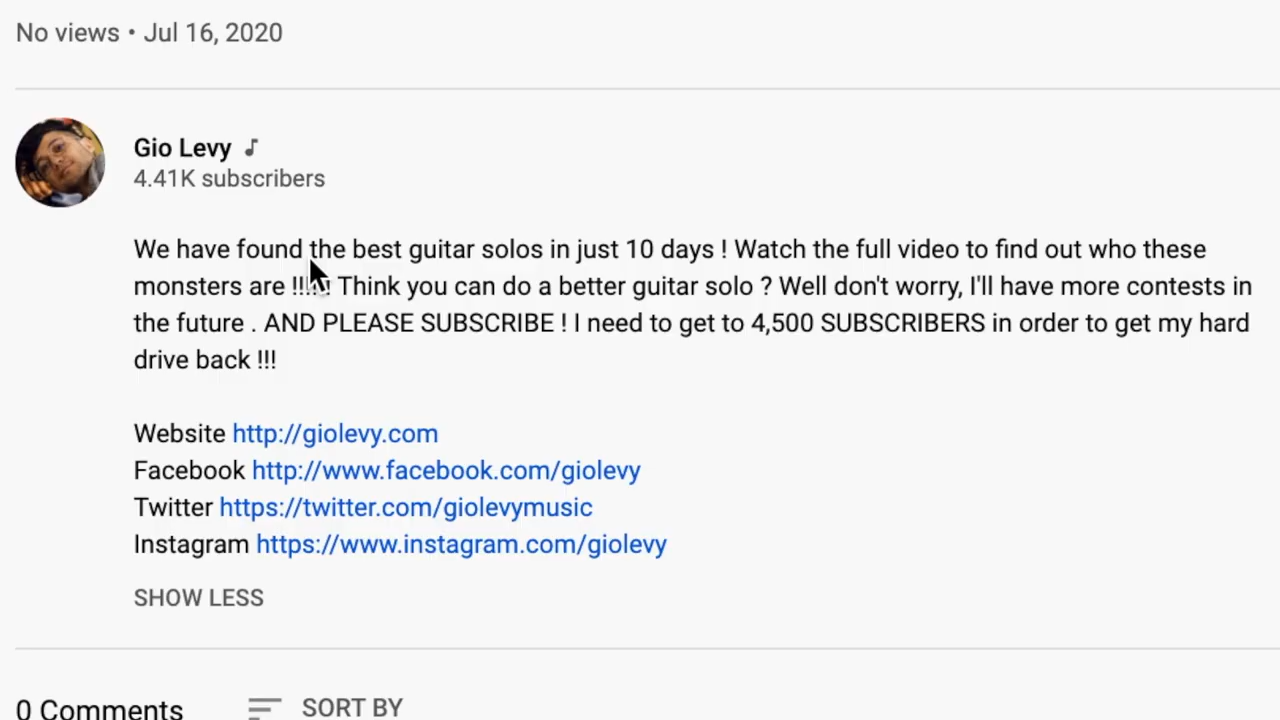 No views • Jul 16, 2020
Gio Levy ♪
4.41K subscribers
We have found the best guitar solos in just 10 days ! Watch the full video to find out who these
monsters are !!!!! Think you can do a better guitar solo ? Well don't worry, I'll have more contests in
the future . AND PLEASE SUBSCRIBE ! I need to get to 4,500 SUBSCRIBERS in order to get my hard
drive back !!!
Website http://giolevy.com
Facebook http://www.facebook.com/giolevy
Twitter https://twitter.com/giolevymusic
Instagram https://www.instagram.com/giolevy
SHOW LESS
0 Comments SORT BY